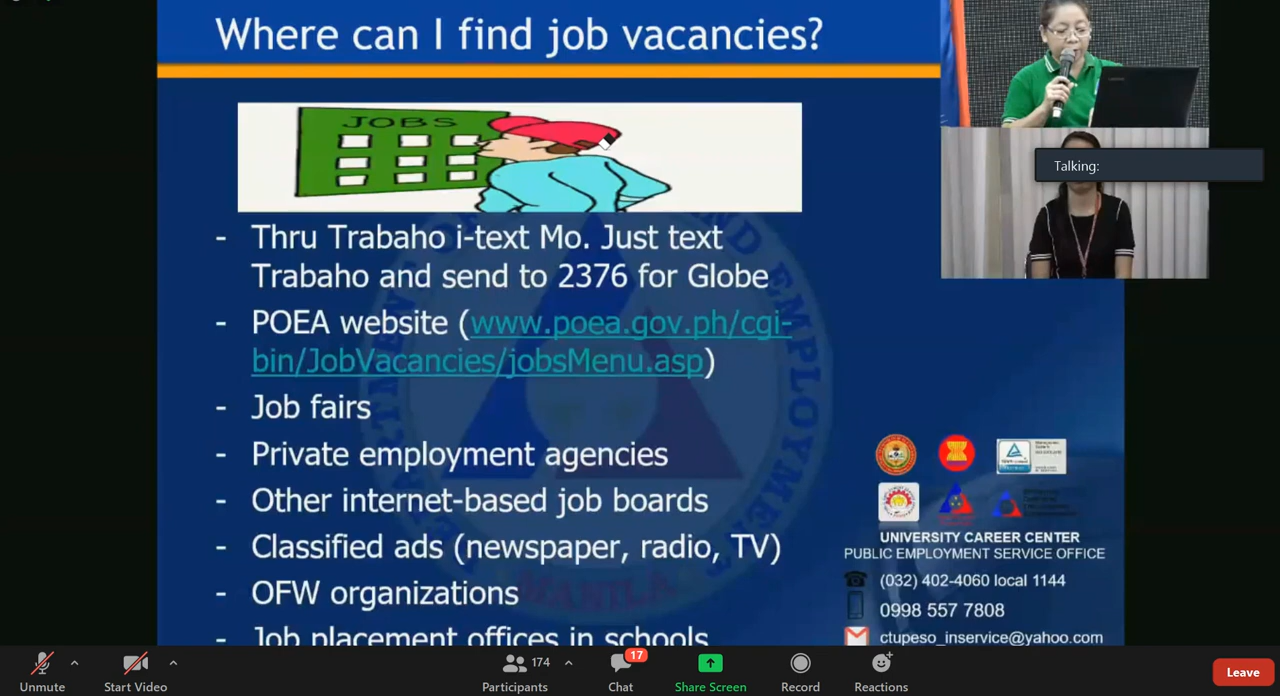 Where can I find job vacancies?
JOBS
- Thru Trabaho i-text Mo. Just text
Trabaho and send to 2376 for Globe
- POEA website (www.poea.gov.ph/cgi-
bin/JobVacancies/jobsMenu.asp)
- Job fairs
- Private employment agencies
- Other internet-based job boards
- Classified ads (newspaper, radio, TV)
- OFW organizations
- Job placement offices in schools
Talking:
UNIVERSITY CAREER CENTER
PUBLIC EMPLOYMENT SERVICE OFFICE
(032) 402-4060 local 1144
0998 557 7808
ctupeso_inservice@yahoo.com
MANILA
Unmute
Start Video
174
Participants
17
Chat
Share Screen
Record
Reactions
Leave